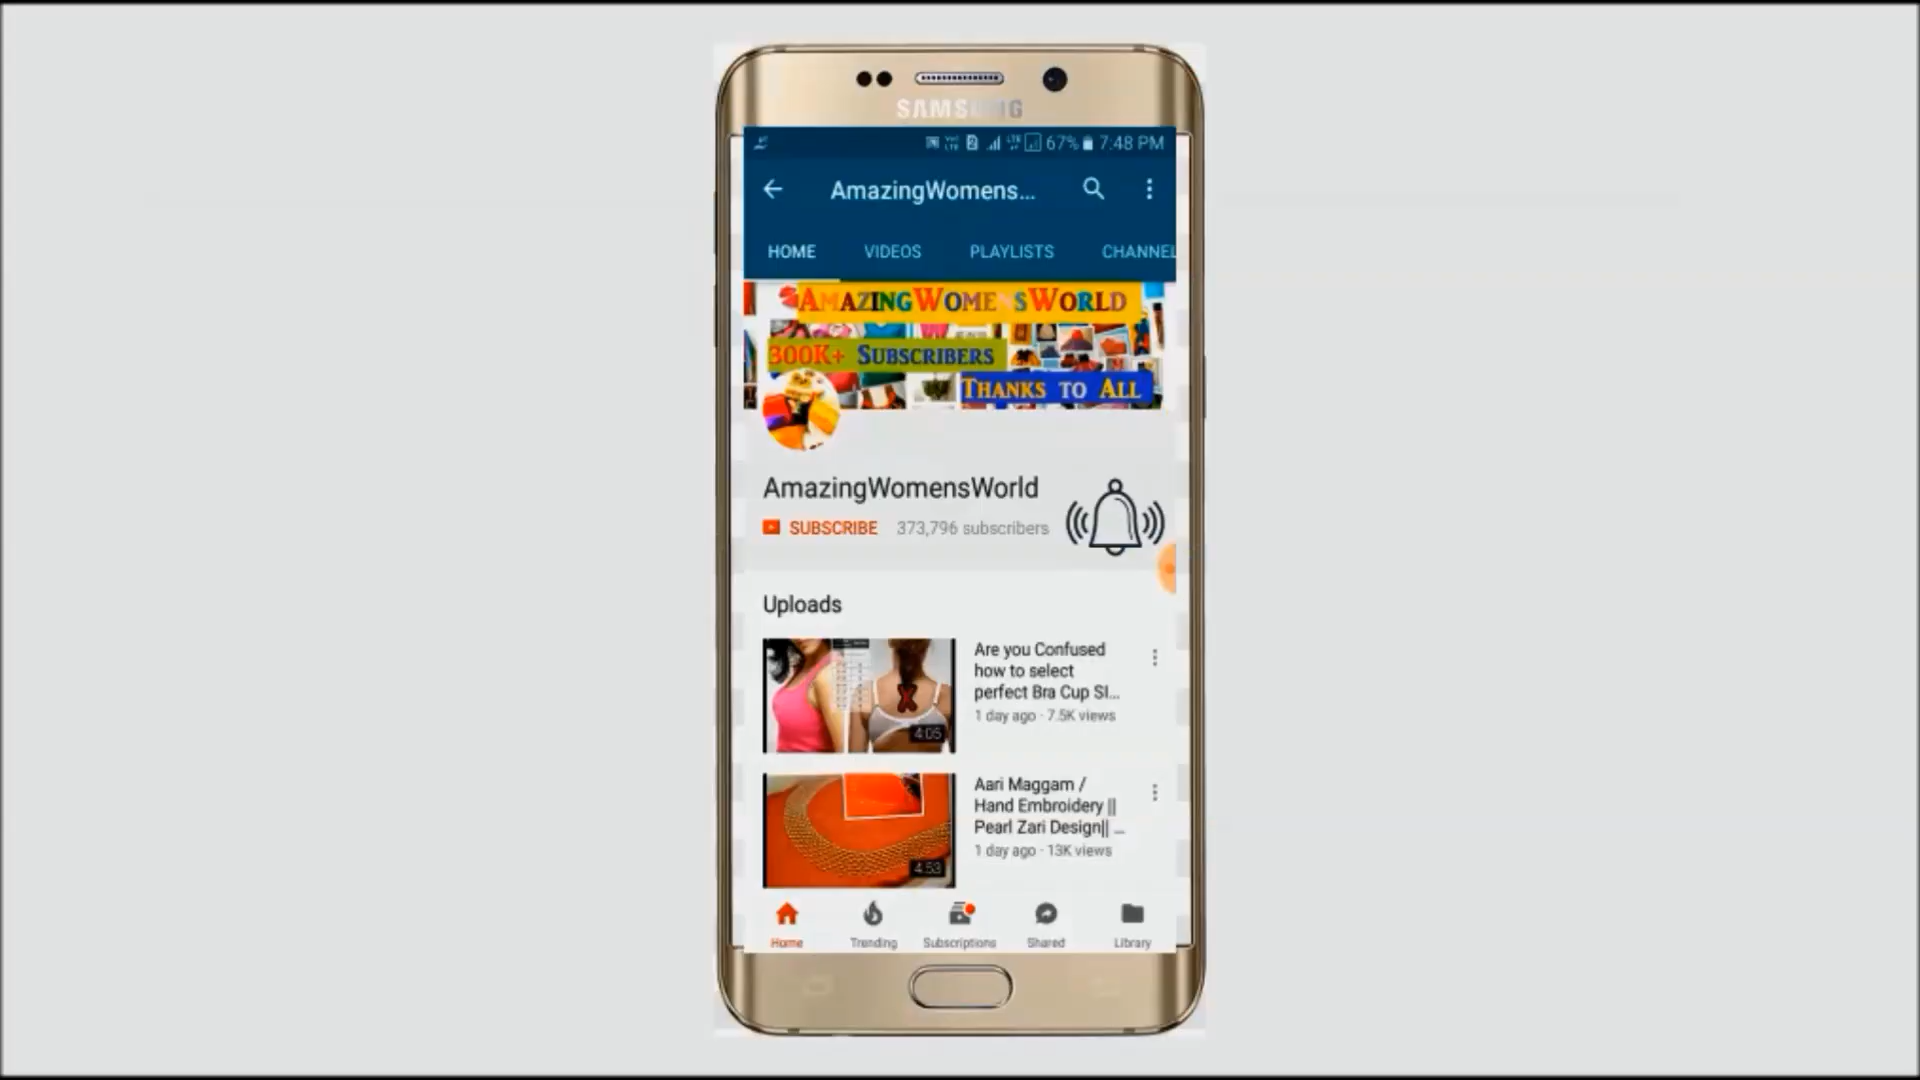 SAMSUNG
67% 7:48 PM
AmazingWomens...
HOME VIDEOS PLAYLISTS CHANNEL
AMAZINGWOMENSWORLD
300K+ SUBSCRIBERS
THANKS TO ALL
AmazingWomensWorld
SUBSCRIBE 373,796 subscribers
Uploads
Are you Confused
how to select
perfect Bra Cup SI...
1 day ago · 7.5K views
4:05
Aari Maggam /
Hand Embroidery ||
Pearl Zari Design|| ...
1 day ago · 13K views
4:53
Home Trending Subscriptions Shared Library